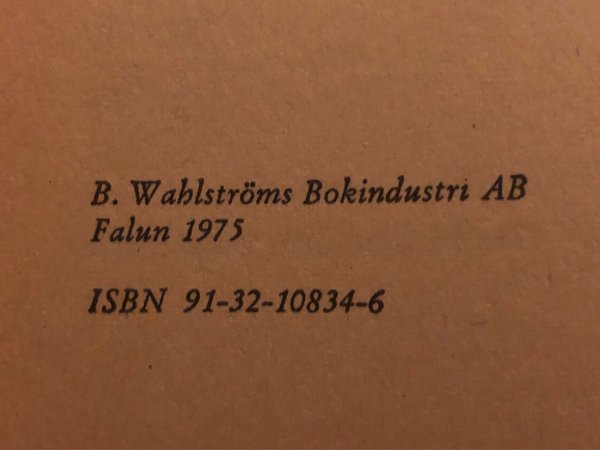 B. Wahlströms Bokindustri AB
Falun 1975
ISBN 91-32-10834-6